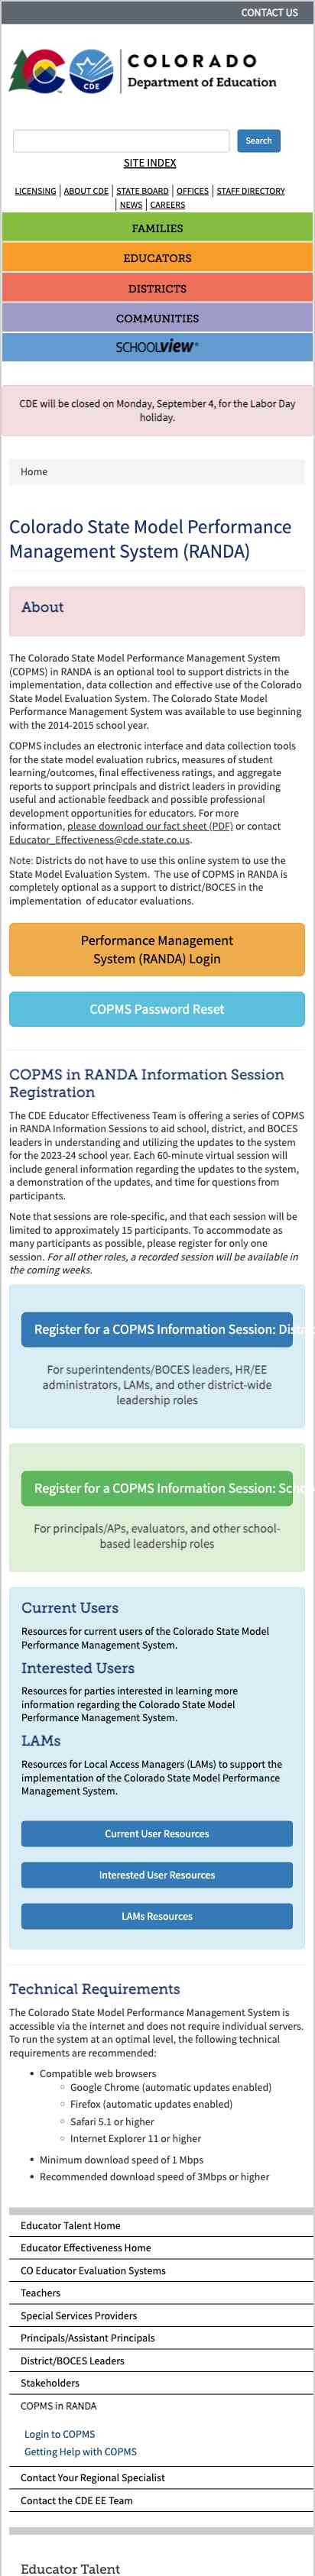 CONTACT US
CDE
COLORADO
Department of Education
Search
SITE INDEX
LICENSING | ABOUT CDE | STATE BOARD | OFFICES | STAFF DIRECTORY
| NEWS | CAREERS
FAMILIES
EDUCATORS
DISTRICTS
COMMUNITIES
SCHOOLVIEW®
CDE will be closed on Monday, September 4, for the Labor Day
holiday.
Home
Colorado State Model Performance
Management System (RANDA)
About
The Colorado State Model Performance Management System
(COPMS) in RANDA is an optional tool to support districts in the
implementation, data collection and effective use of the Colorado
State Model Evaluation System. The Colorado State Model
Performance Management System was available to use beginning
with the 2014-2015 school year.
COPMS includes an electronic interface and data collection tools
for the state model evaluation rubrics, measures of student
learning/outcomes, final effectiveness ratings, and aggregate
reports to support principals and district leaders in providing
useful and actionable feedback and possible professional
development opportunities for educators. For more
information, please download our fact sheet (PDF) or contact
Educator_Effectiveness@cde.state.co.us.
Note: Districts do not have to use this online system to use the
State Model Evaluation System. The use of COPMS in RANDA is
completely optional as a support to district/BOCES in the
implementation of educator evaluations.
Performance Management
System (RANDA) Login
COPMS Password Reset
COPMS in RANDA Information Session
Registration
The CDE Educator Effectiveness Team is offering a series of COPMS
in RANDA Information Sessions to aid school, district, and BOCES
leaders in understanding and utilizing the updates to the system
for the 2023-24 school year. Each 60-minute virtual session will
include general information regarding the updates to the system,
a demonstration of the updates, and time for questions from
participants.
Note that sessions are role-specific, and that each session will be
limited to approximately 15 participants. To accommodate as
many participants as possible, please register for only one
session. For all other roles, a recorded session will be available in
the coming weeks.
Register for a COPMS Information Session:
For superintendents/BOCES leaders, HR/EE
administrators, LAMs, and other district-wide
leadership roles
Register for a COPMS Information Session:
For principals/APs, evaluators, and other school-
based leadership roles
Current Users
Resources for current users of the Colorado State Model
Performance Management System.
Interested Users
Resources for parties interested in learning more
information regarding the Colorado State Model
Performance Management System.
LAMs
Resources for Local Access Managers (LAMs) to support the
implementation of the Colorado State Model Performance
Management System.
Current User Resources
Interested User Resources
LAMs Resources
Technical Requirements
The Colorado State Model Performance Management System is
accessible via the internet and does not require individual servers.
To run the system at an optimal level, the following technical
requirements are recommended:
• Compatible web browsers
○ Google Chrome (automatic updates enabled)
○ Firefox (automatic updates enabled)
○ Safari 5.1 or higher
○ Internet Explorer 11 or higher
• Minimum download speed of 1 Mbps
• Recommended download speed of 3Mbps or higher
Educator Talent Home
Educator Effectiveness Home
CO Educator Evaluation Systems
Teachers
Special Services Providers
Principals/Assistant Principals
District/BOCES Leaders
Stakeholders
COPMS in RANDA
Login to COPMS
Getting Help with COPMS
Contact Your Regional Specialist
Contact the CDE EE Team
Educator Talent